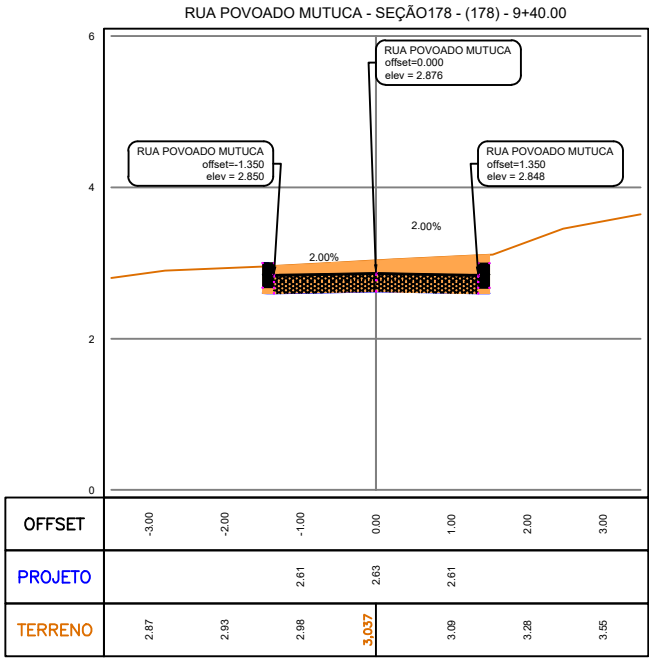 RUA POVOADO MUTUCA - SEÇÃO178 - (178) - 9+40.00
6
RUA POVOADO MUTUCA
offset=0.000
elev = 2.876
RUA POVOADO MUTUCA
offset=-1.350
elev = 2.850
RUA POVOADO MUTUCA
offset=1.350
elev = 2.848
4
2.00%
2.00%
2
0
OFFSET -3.00 -2.00 -1.00 0.00 1.00 2.00 3.00
PROJETO 2.61 2.63 2.61
TERRENO 2.87 2.93 2.98 3,037 3.09 3.28 3.55